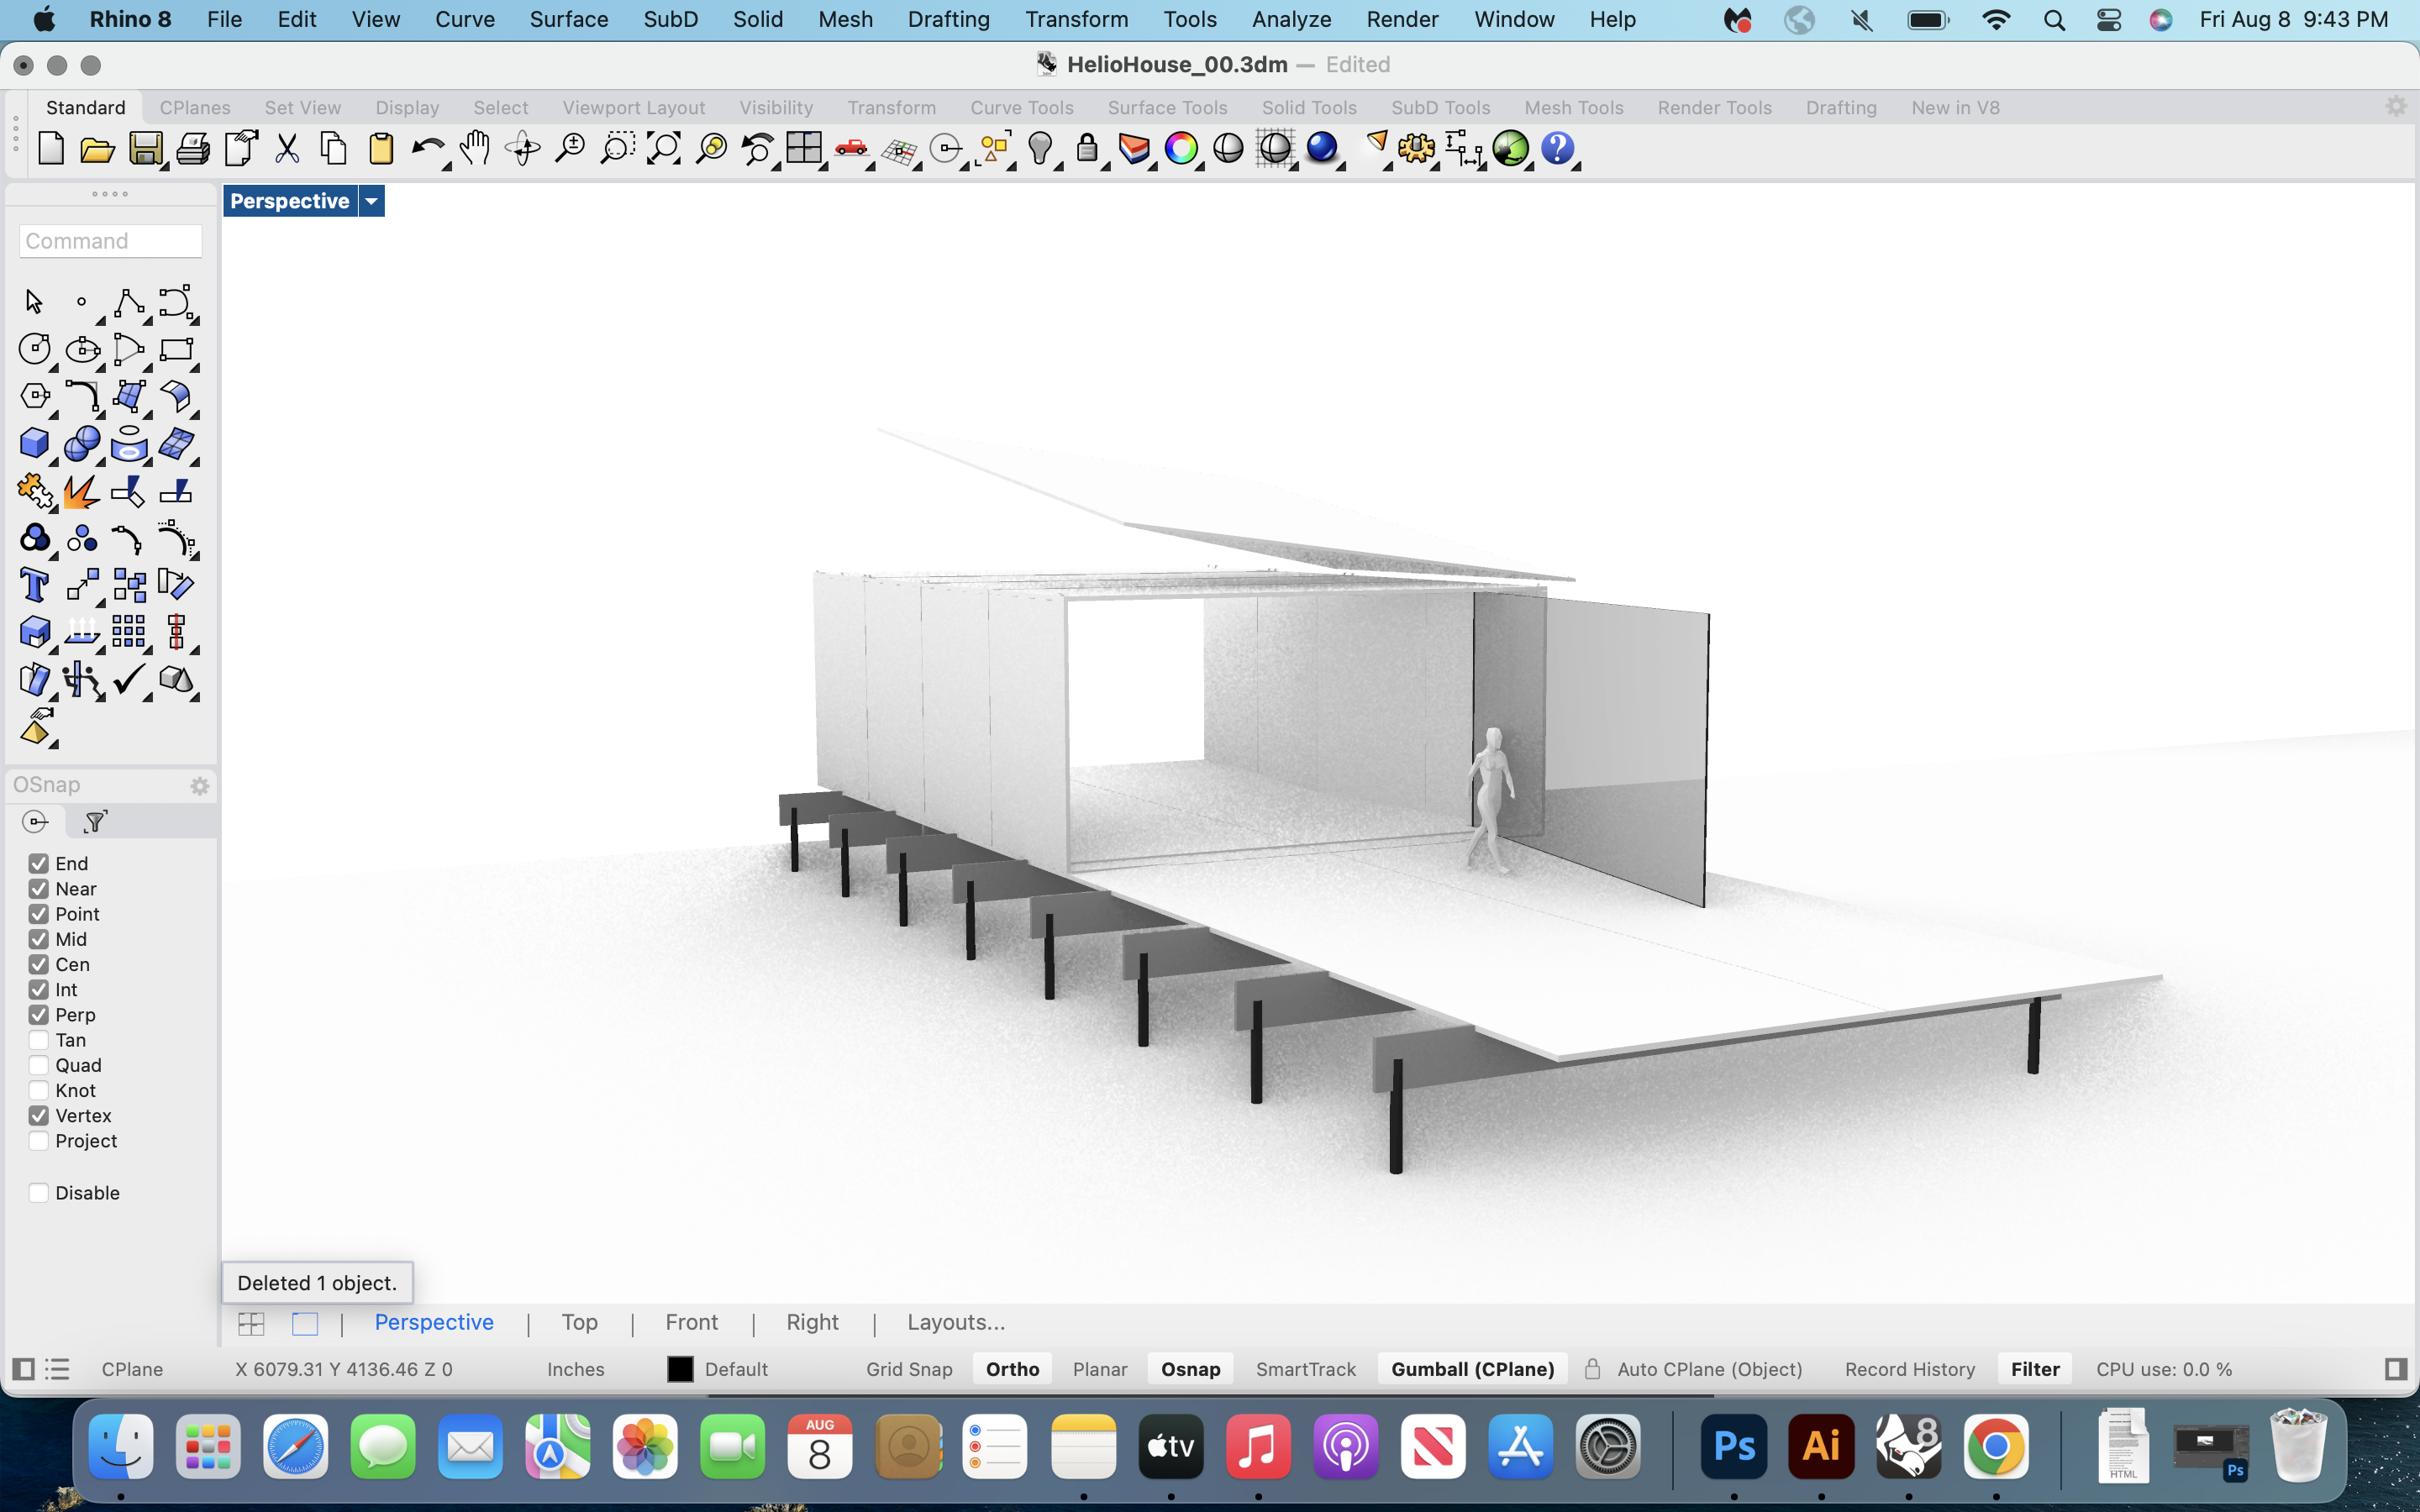 Rhino 8 File Edit View Curve Surface SubD Solid Mesh Drafting Transform Tools Analyze Render Window Help Fri Aug 8 9:43 PM
HelioHouse_00.3dm — Edited
Standard CPlanes Set View Display Select Viewport Layout Visibility Transform Curve Tools Surface Tools Solid Tools SubD Tools Mesh Tools Render Tools Drafting New in V8
Perspective
Command
OSnap
End
Near
Point
Mid
Cen
Int
Perp
Tan
Quad
Knot
Vertex
Project
Disable
Deleted 1 object.
Perspective | Top | Front | Right | Layouts...
CPlane X 6079.31 Y 4136.46 Z 0 Inches Default Grid Snap Ortho Planar Osnap SmartTrack Gumball (CPlane) Auto CPlane (Object) Record History Filter CPU use: 0.0 %
AUG
8
tv
Ps
Ai
8
HTML
Ps